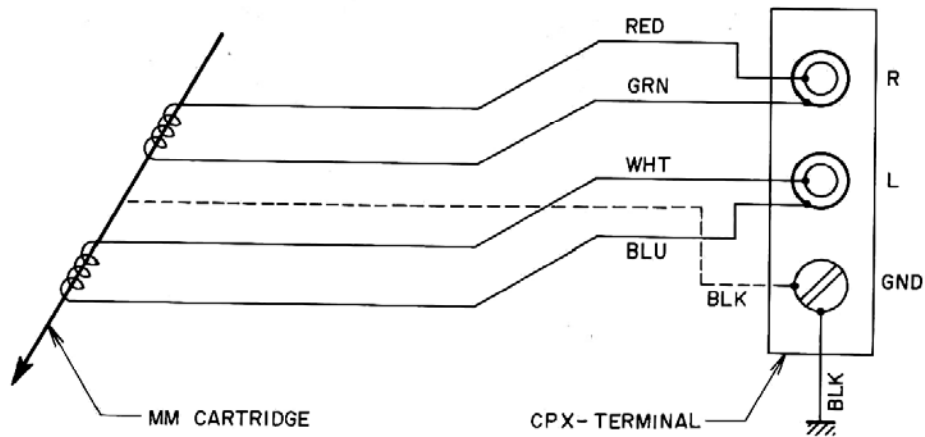 RED
R
GRN
WHT
L
BLU
GND
BLK
BLK
MM CARTRIDGE
CPX-TERMINAL